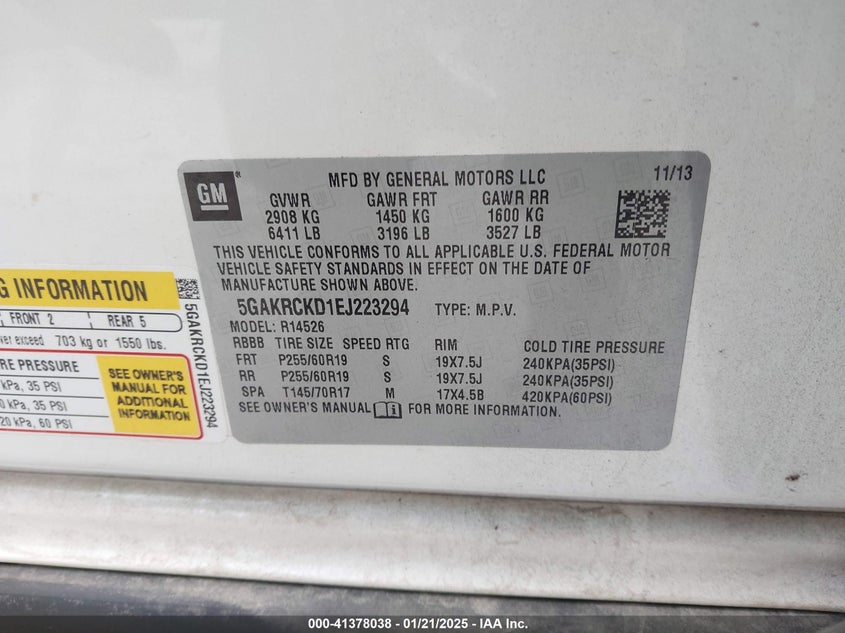 GM®
MFD BY GENERAL MOTORS LLC 11/13
GVWR GAWR FRT GAWR RR
2908 KG 1450 KG 1600 KG
6411 LB 3196 LB 3527 LB
THIS VEHICLE CONFORMS TO ALL APPLICABLE U.S. FEDERAL MOTOR
VEHICLE SAFETY STANDARDS IN EFFECT ON THE DATE OF
MANUFACTURE SHOWN ABOVE.
5GAKRCKD1EJ223294 TYPE: M.P.V.
MODEL: R14526
RBBB TIRE SIZE SPEED RTG RIM COLD TIRE PRESSURE
FRT P255/60R19 S 19X7.5J 240KPA(35PSI)
RR P255/60R19 S 19X7.5J 240KPA(35PSI)
SPA T145/70R17 M 17X4.5B 420KPA(60PSI)
SEE OWNER'S MANUAL FOR MORE INFORMATION.
G INFORMATION
FRONT 2 REAR 5
ver exceed 703 kg or 1550 lbs.
RE PRESSURE
kPa, 35 PSI
0 kPa, 35 PSI
20 kPa, 60 PSI
SEE OWNER'S
MANUAL FOR
ADDITIONAL
INFORMATION
5GAKRCKD1EJ223294
000-41378038 - 01/21/2025 - IAA Inc.